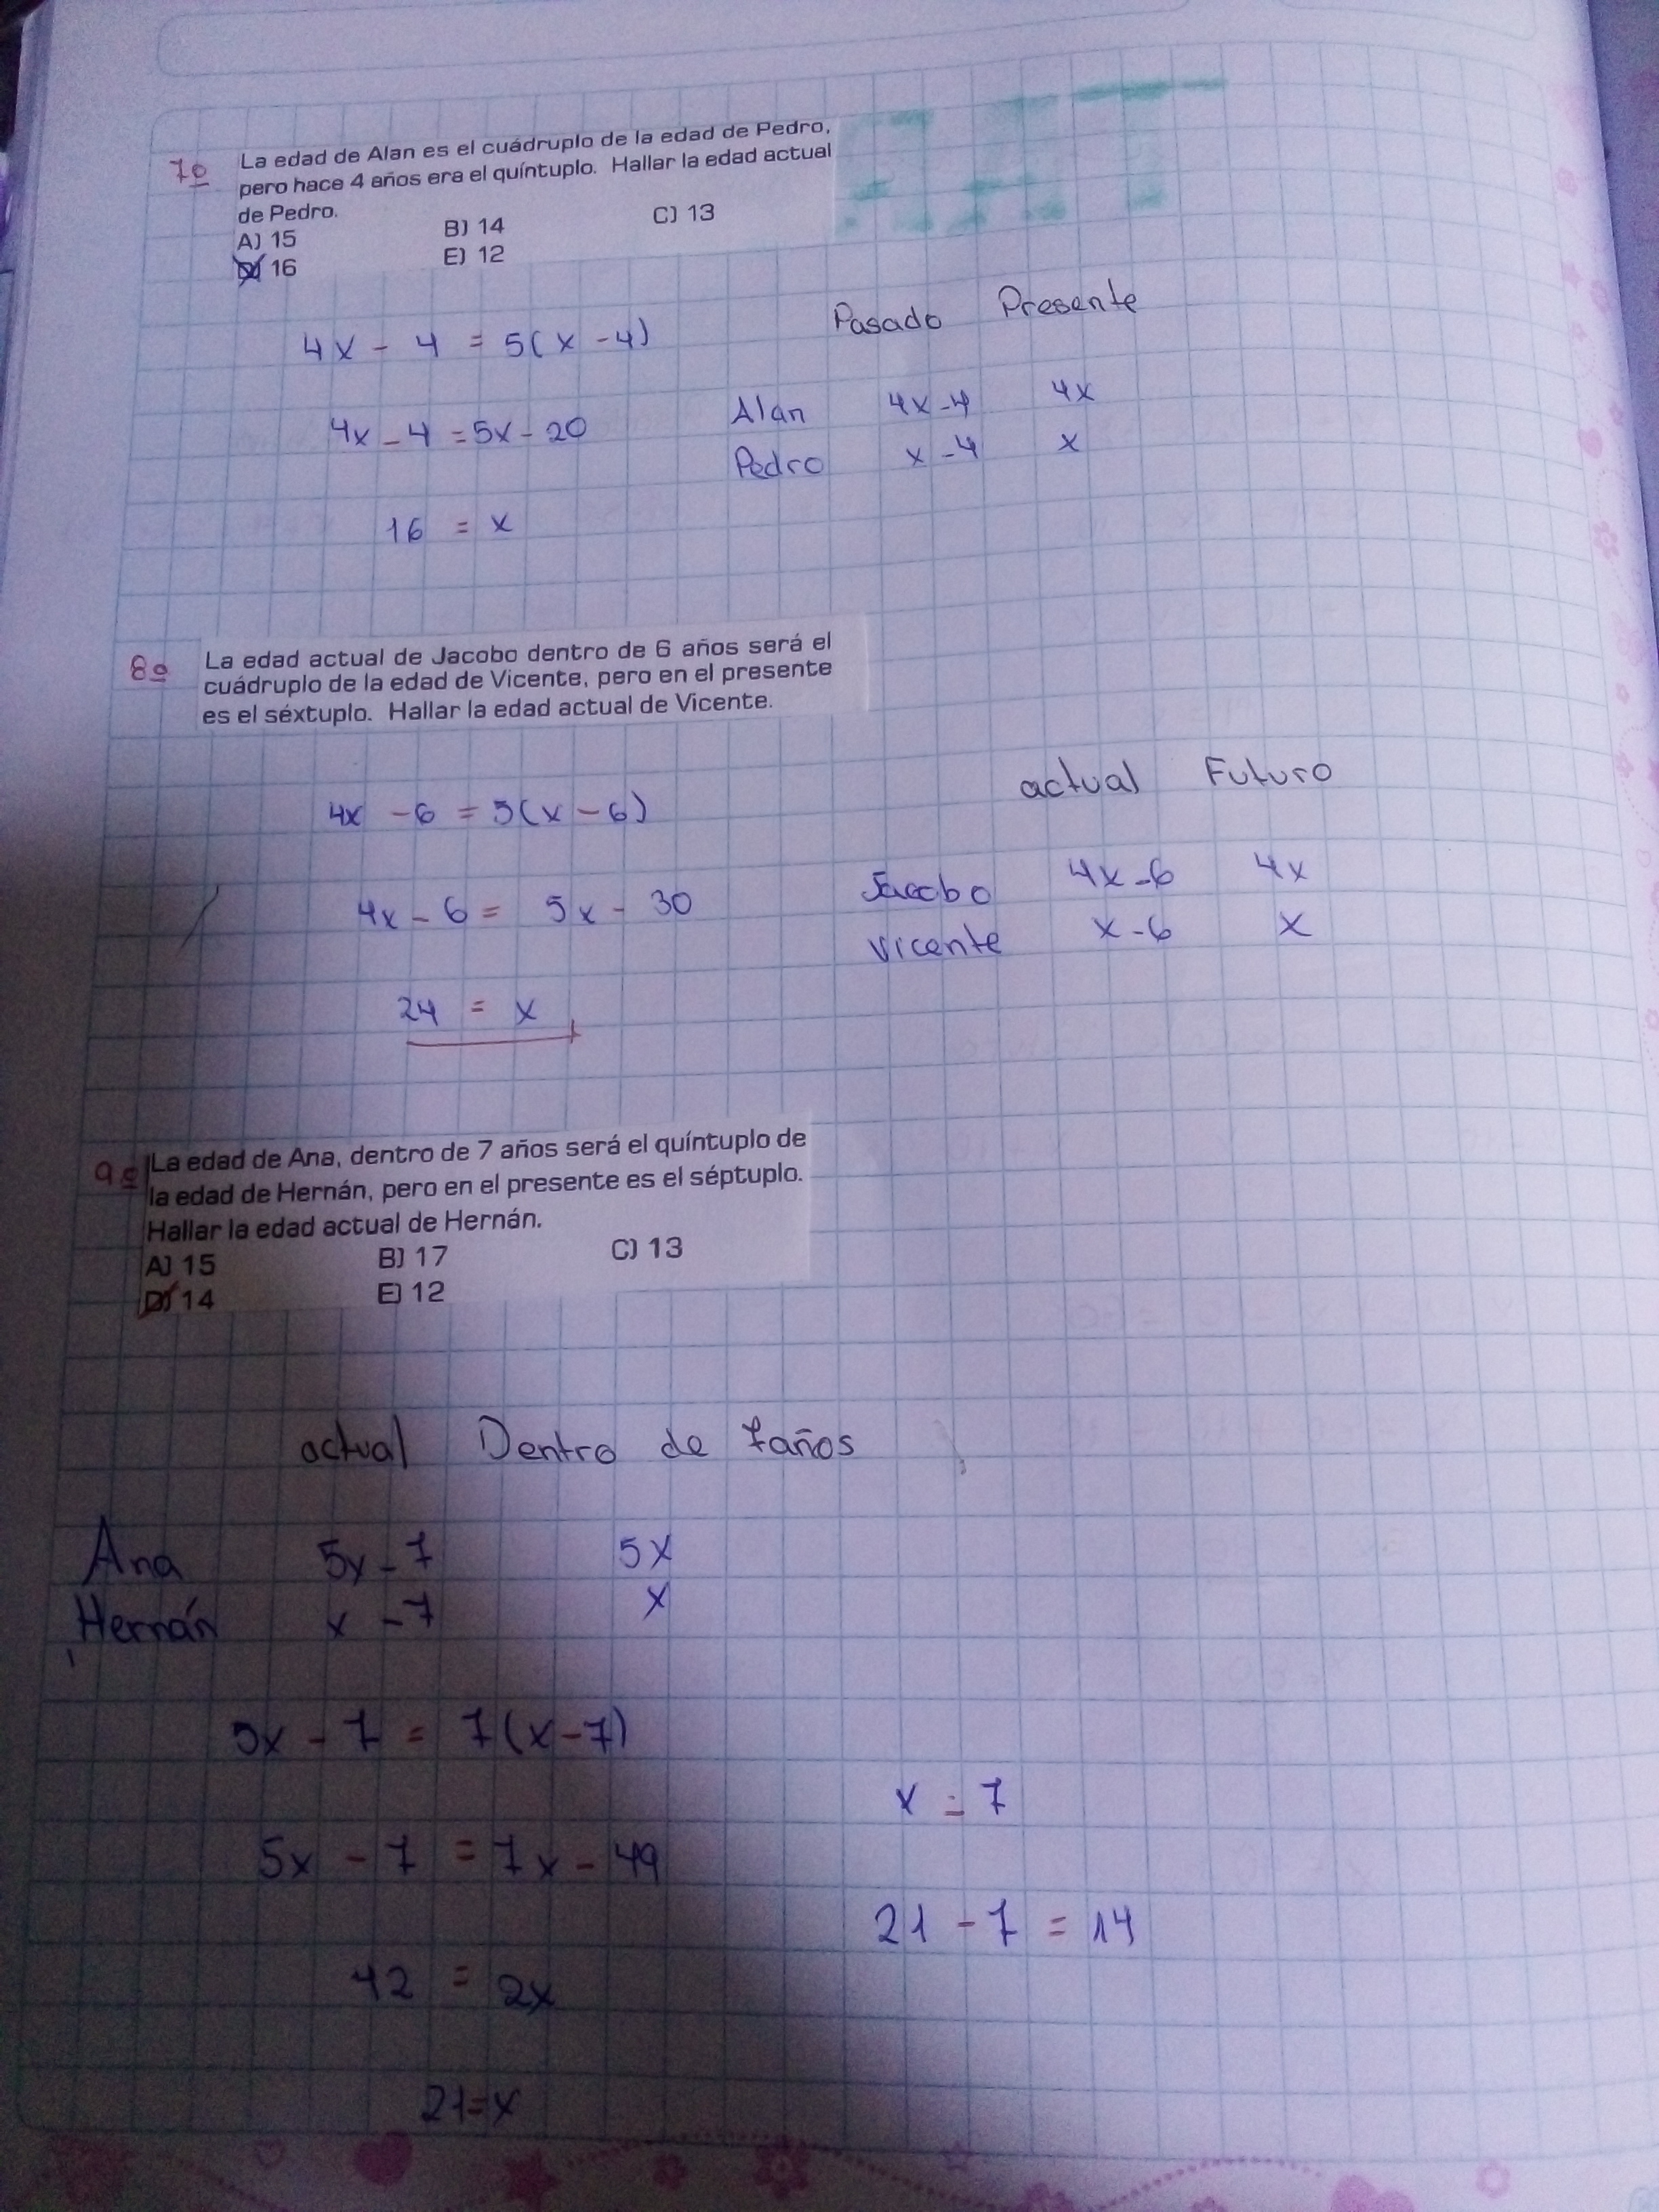 7º La edad de Alan es el cuádruplo de la edad de Pedro,
pero hace 4 años era el quíntuplo. Hallar la edad actual
de Pedro.
A) 15 B) 14 C) 13
D) 16 E) 12
Pasado Presente
4x - 4 = 5(x - 4)
Alan 4x - 4 4x
4x - 4 = 5x - 20
Pedro x - 4 x
16 = x
8º La edad actual de Jacobo dentro de 6 años será el
cuádruplo de la edad de Vicente, pero en el presente
es el séxtuplo. Hallar la edad actual de Vicente.
actual Futuro
4x - 6 = 5(x - 6)
Jacobo 4x - 6 4x
4x - 6 = 5x - 30
Vicente x - 6 x
24 = x
9º La edad de Ana, dentro de 7 años será el quíntuplo de
la edad de Hernán, pero en el presente es el séptuplo.
Hallar la edad actual de Hernán.
A) 15 B) 17 C) 13
D) 14 E) 12
actual Dentro de 7años
Ana 5x - 7 5x
Hernán x - 7 x
5x - 7 = 7(x - 7)
x - 7
5x - 7 = 7x - 49
21 - 7 = 14
42 = 2x
21 = x